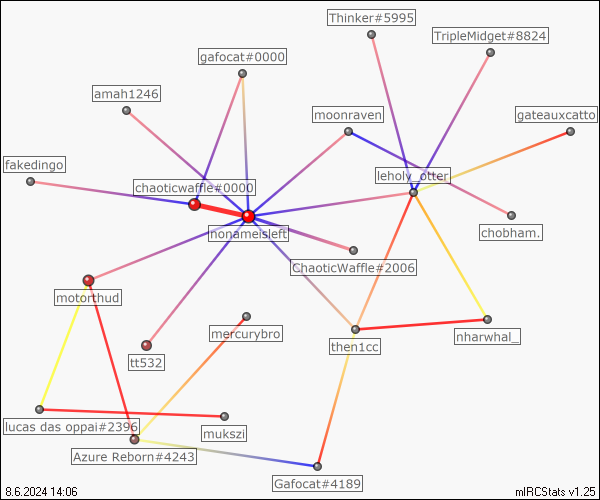 Thinker#5995
TripleMidget#8824
gafocat#0000
amah1246
moonraven
gateauxcatto
fakedingo
chaoticwaffle#0000
leholy_otter
nonameisleft
chobham.
ChaoticWaffle#2006
motorthud
mercurybro
nharwhal_
then1cc
tt532
lucas das oppai#2396
mukszi
Azure Reborn#4243
Gafocat#4189
8.6.2024 14:06
mIRCStats v1.25